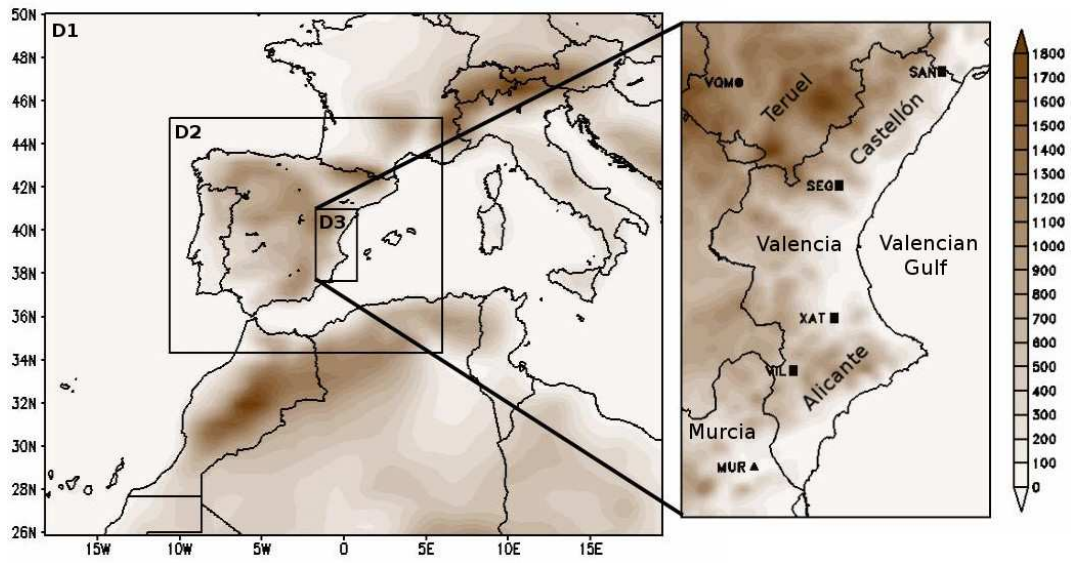 50N
48N
46N
44N
42N
40N
38N
36N
34N
32N
30N
28N
26N
D1
D2
D3
15W
10W
5W
0
5E
10E
15E
VQM
Teruel
SAN
Castellón
SEG
Valencia
Valencian
Gulf
XAT
VIL
Alicante
Murcia
MUR
1800
1700
1600
1500
1400
1300
1200
1100
1000
900
800
700
600
500
400
300
200
100
0